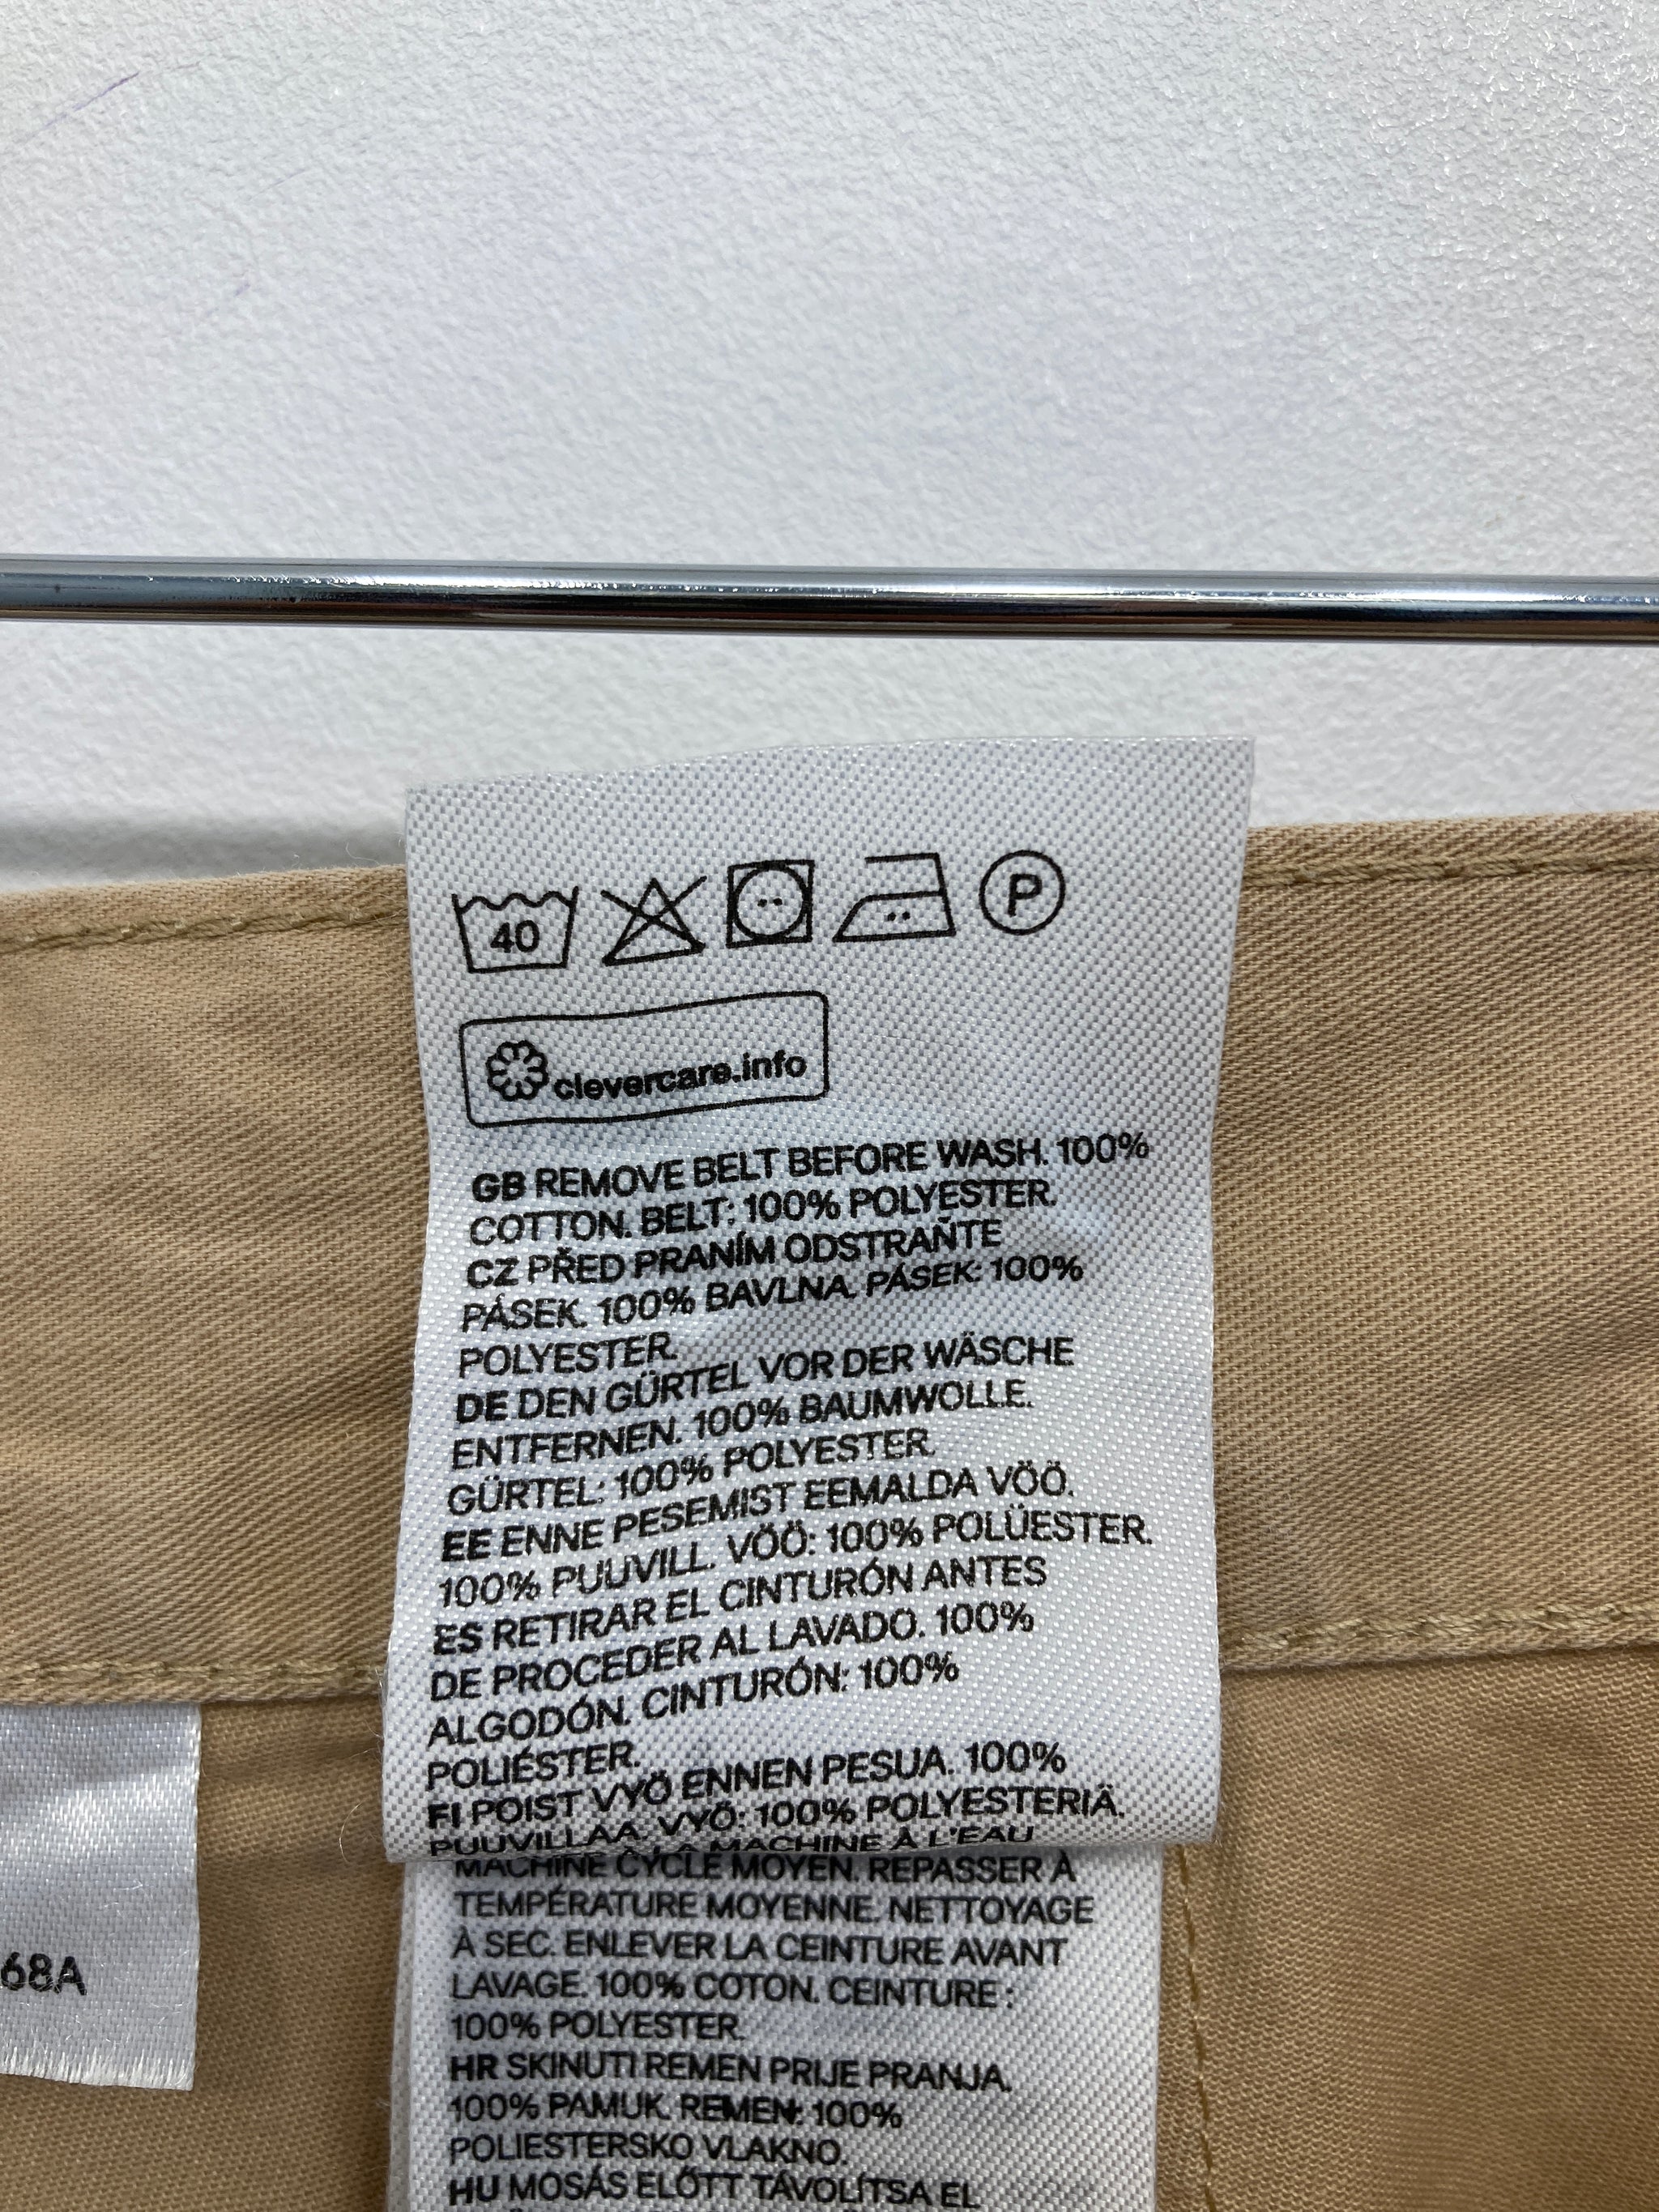 40
P
clevercare.info
GB REMOVE BELT BEFORE WASH. 100%
COTTON. BELT: 100% POLYESTER.
CZ PŘED PRANÍM ODSTRAŇTE
PÁSEK. 100% BAVLNA. PÁSEK: 100%
POLYESTER.
DE DEN GÜRTEL VOR DER WÄSCHE
ENTFERNEN. 100% BAUMWOLLE.
GÜRTEL: 100% POLYESTER.
EE ENNE PESEMIST EEMALDA VÖÖ.
100% PUUVILL. VÖÖ: 100% POLÜESTER.
ES RETIRAR EL CINTURÓN ANTES
DE PROCEDER AL LAVADO. 100%
ALGODÓN. CINTURÓN: 100%
POLIÉSTER.
FI POIST VYÖ ENNEN PESUA. 100%
PUUVILLAA. VYÖ: 100% POLYESTERIÄ.
LA MACHINE À L'EAU
MACHINE CYCLE MOYEN. REPASSER À
TEMPÉRATURE MOYENNE. NETTOYAGE
À SEC. ENLEVER LA CEINTURE AVANT
LAVAGE. 100% COTON. CEINTURE :
100% POLYESTER.
HR SKINUTI REMEN PRIJE PRANJA.
100% PAMUK. REMEN: 100%
POLIESTERSKO VLAKNO.
HU MOSÁS ELŐTT TÁVOLÍTSA EL
68A